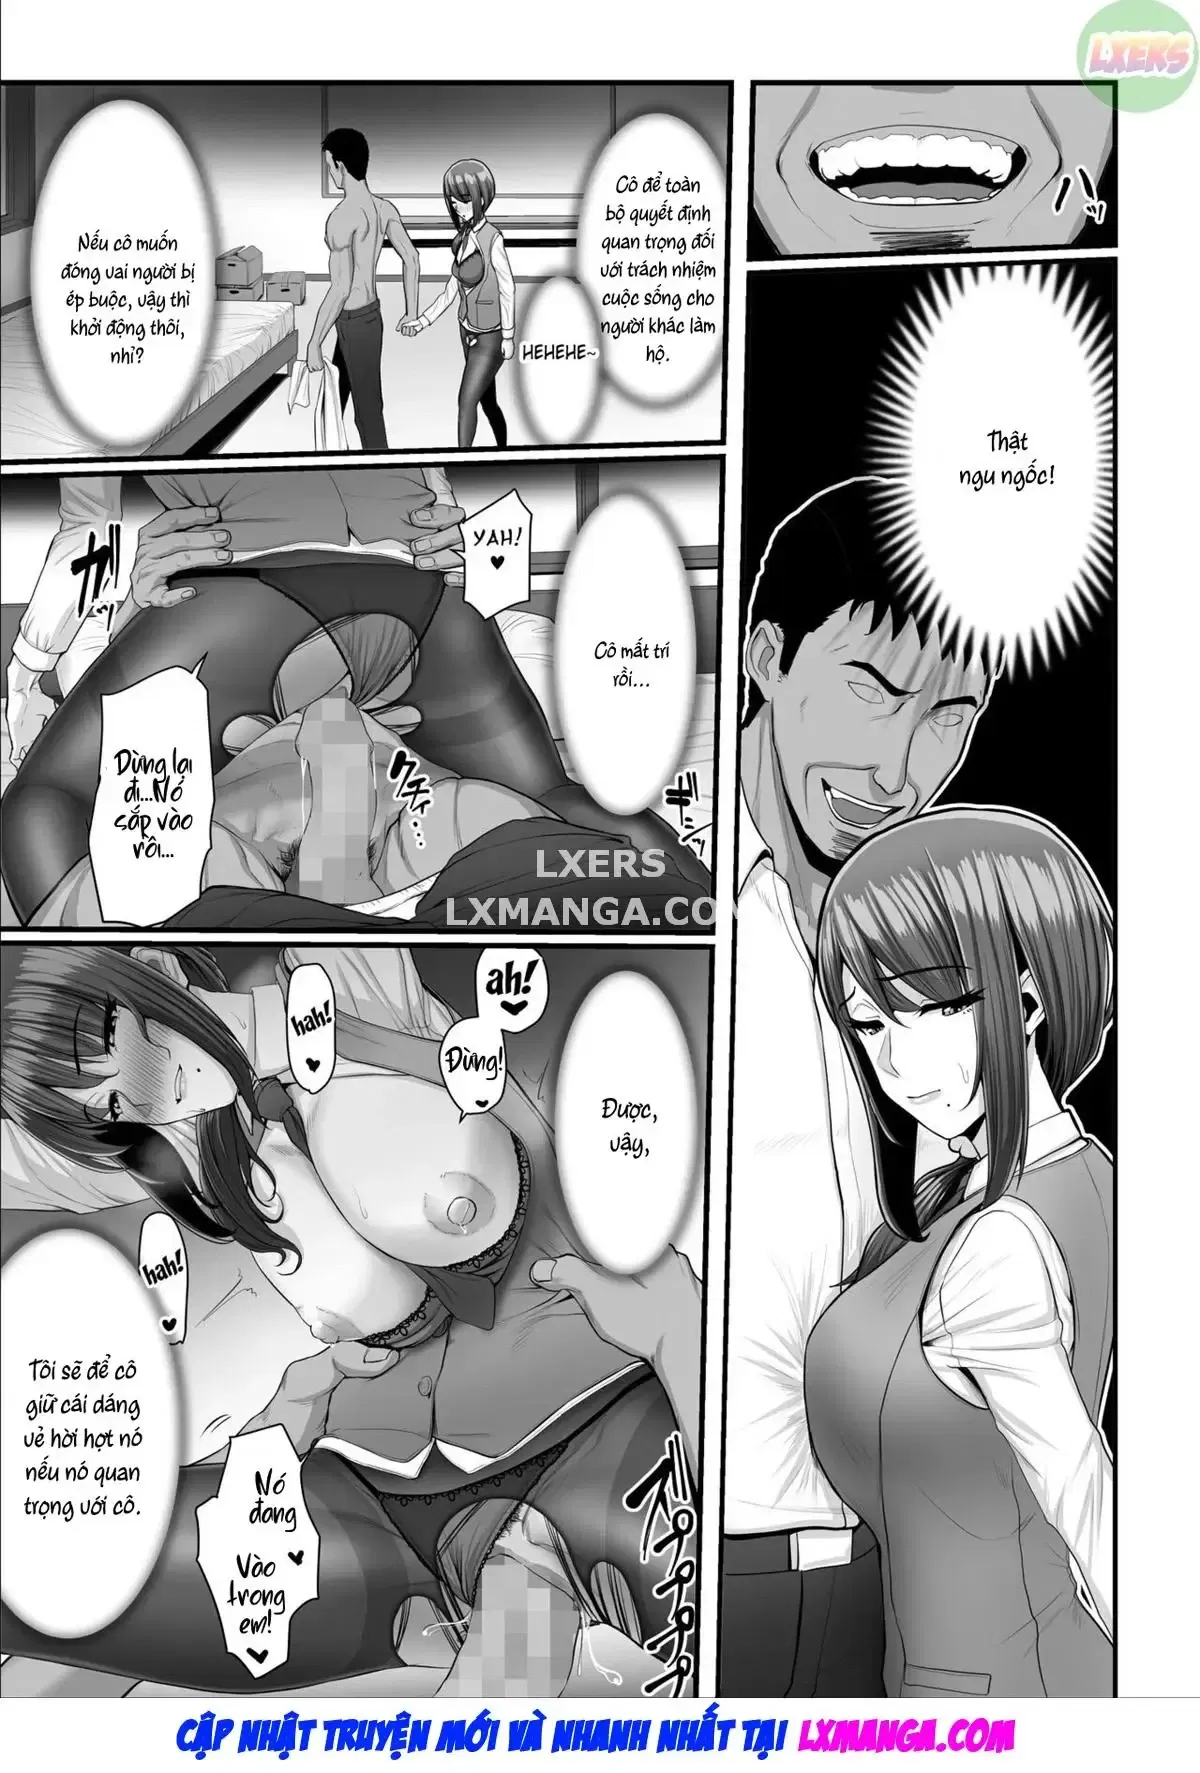 LXERS
Thật
ngu ngốc!
Cô để toàn
bộ quyết định
quan trọng đối
với trách nhiệm
cuộc sống cho
người khác làm
hộ.
HEHEHE~
Nếu cô muốn
đóng vai người bị
ép buộc, vậy thì
khởi động thôi,
nhỉ?
YAH!
♥
Cô mất trí
rồi...
Dừng lại
đi...Nó
sắp vào
rồi...
クチィ…
LXERS
LXMANGA.COM
ah!
♥
hah!
♥
Đừng!
♥
Được,
vậy,
hah!
♥
Tôi sẽ để cô
giữ cái dáng
vẻ hời hợt nó
nếu nó quan
trọng với cô.
Nó
đang
♥
Vào
trong
em!
♥
CẬP NHẬT TRUYỆN MỚI VÀ NHANH NHẤT TẠI LXMANGA.COM